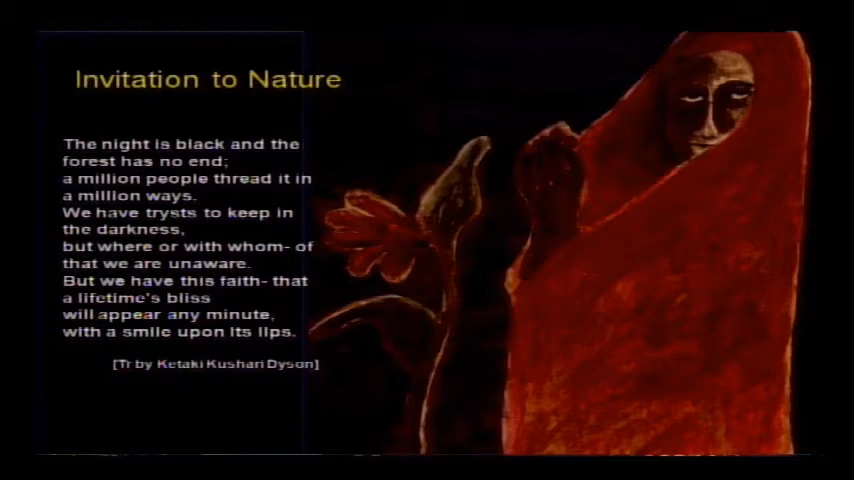 Invitation to Nature
The night is black and the
forest has no end;
a million people thread it in
a million ways.
We have trysts to keep in
the darkness,
but where or with whom- of
that we are unaware.
But we have this faith- that
a lifetime's bliss
will appear any minute,
with a smile upon its lips.
[Tr by Ketaki Kushari Dyson]